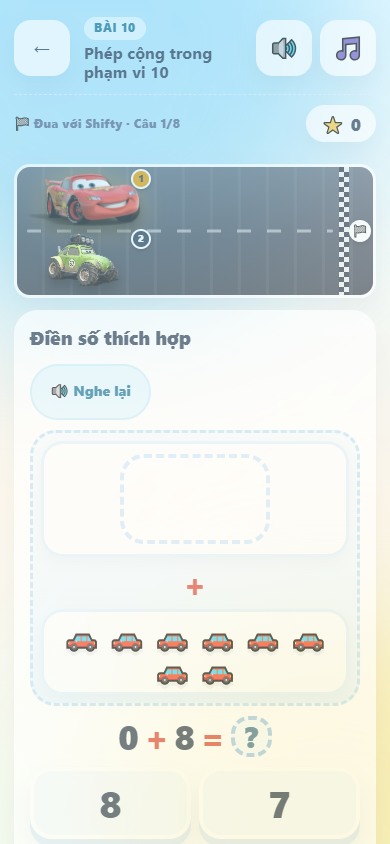 ←
BÀI 10
Phép cộng trong
phạm vi 10
Đua với Shifty · Câu 1/8
0
1
2
Điền số thích hợp
Nghe lại
+
0 + 8 = ?
8
7